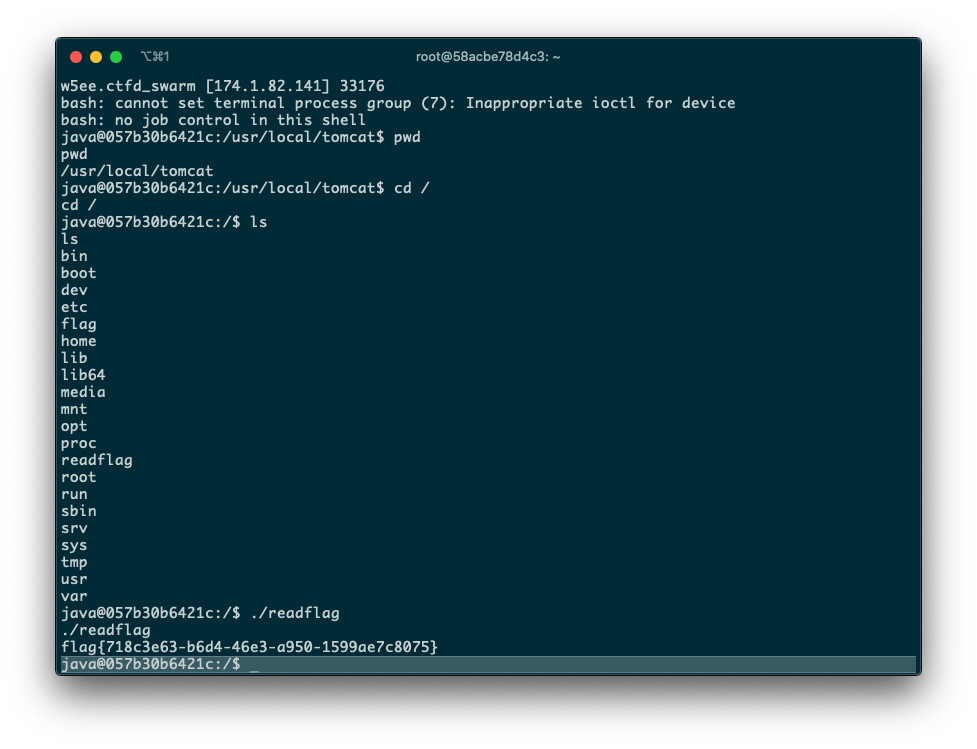 ⌥⌘1
root@58acbe78d4c3: ~
w5ee.ctfd_swarm [174.1.82.141] 33176
bash: cannot set terminal process group (7): Inappropriate ioctl for device
bash: no job control in this shell
java@057b30b6421c:/usr/local/tomcat$ pwd
pwd
/usr/local/tomcat
java@057b30b6421c:/usr/local/tomcat$ cd /
cd /
java@057b30b6421c:/$ ls
ls
bin
boot
dev
etc
flag
home
lib
lib64
media
mnt
opt
proc
readflag
root
run
sbin
srv
sys
tmp
usr
var
java@057b30b6421c:/$ ./readflag
./readflag
flag{718c3e63-b6d4-46e3-a950-1599ae7c8075}
java@057b30b6421c:/$ _